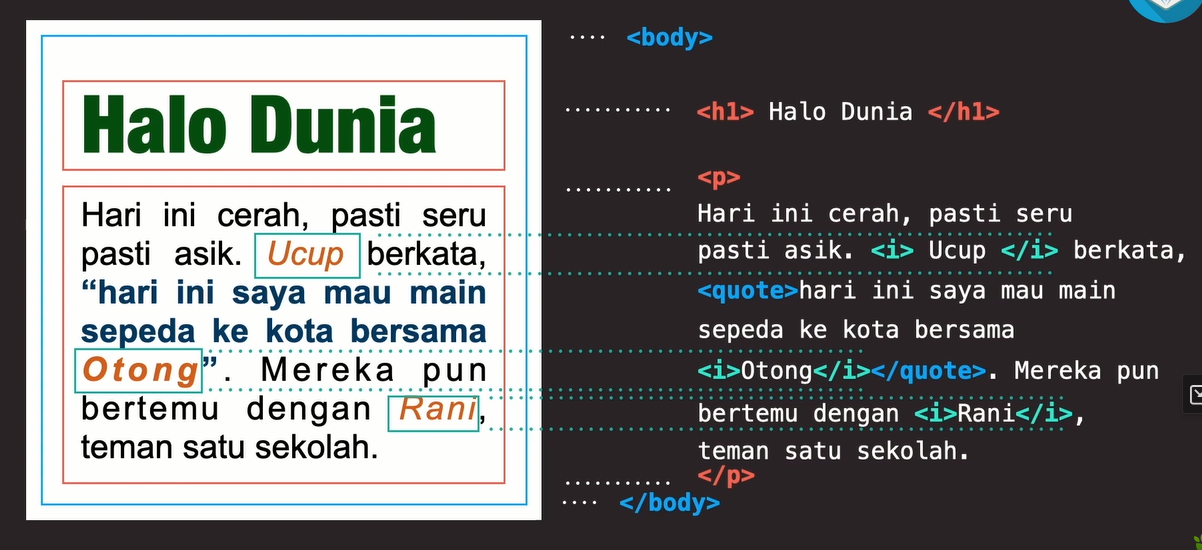 Halo Dunia
Hari ini cerah, pasti seru
pasti asik. Ucup berkata,
“hari ini saya mau main
sepeda ke kota bersama
Otong”. Mereka pun
bertemu dengan Rani,
teman satu sekolah.
<body>
<h1> Halo Dunia </h1>
<p>
Hari ini cerah, pasti seru
pasti asik. <i> Ucup </i> berkata,
<quote>hari ini saya mau main
sepeda ke kota bersama
<i>Otong</i></quote>. Mereka pun
bertemu dengan <i>Rani</i>,
teman satu sekolah.
</p>
</body>